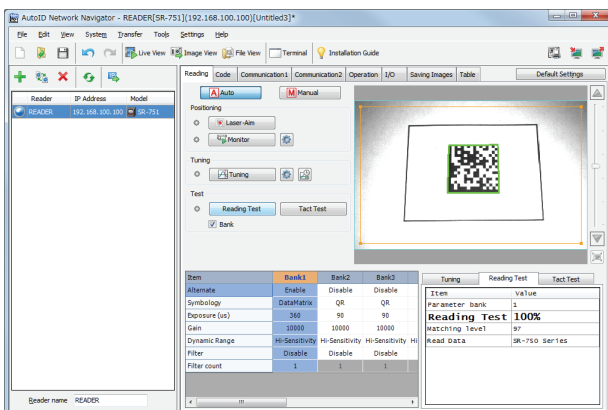 AutoID Network Navigator - READER[SR-751](192.168.100.100)[Untitled3]*
File Edit View System Transfer Tools Settings Help
Live View Image View File View Terminal Installation Guide
Reading Code Communication1 Communication2 Operation I/O Saving Images Table Default Settings
Reader IP Address Model
READER 192.168.100.100 SR-751
A Auto M Manual
Positioning
Laser-Aim
Monitor
Tuning
Tuning
Test
Reading Test Tact Test
Bank
Item Bank1 Bank2 Bank3
Alternate Enable Disable Disable
Symbology DataMatrix QR QR
Exposure (us) 360 90 90
Gain 10000 10000 10000
Dynamic Range Hi-Sensitivity Hi-Sensitivity Hi-Sensitivity Hi
Filter Disable Disable Disable
Filter count 1 1 1
Tuning Reading Test Tact Test
Item Value
Parameter bank 1
Reading Test 100%
Matching level 97
Read Data SR-750 Series
Reader name READER